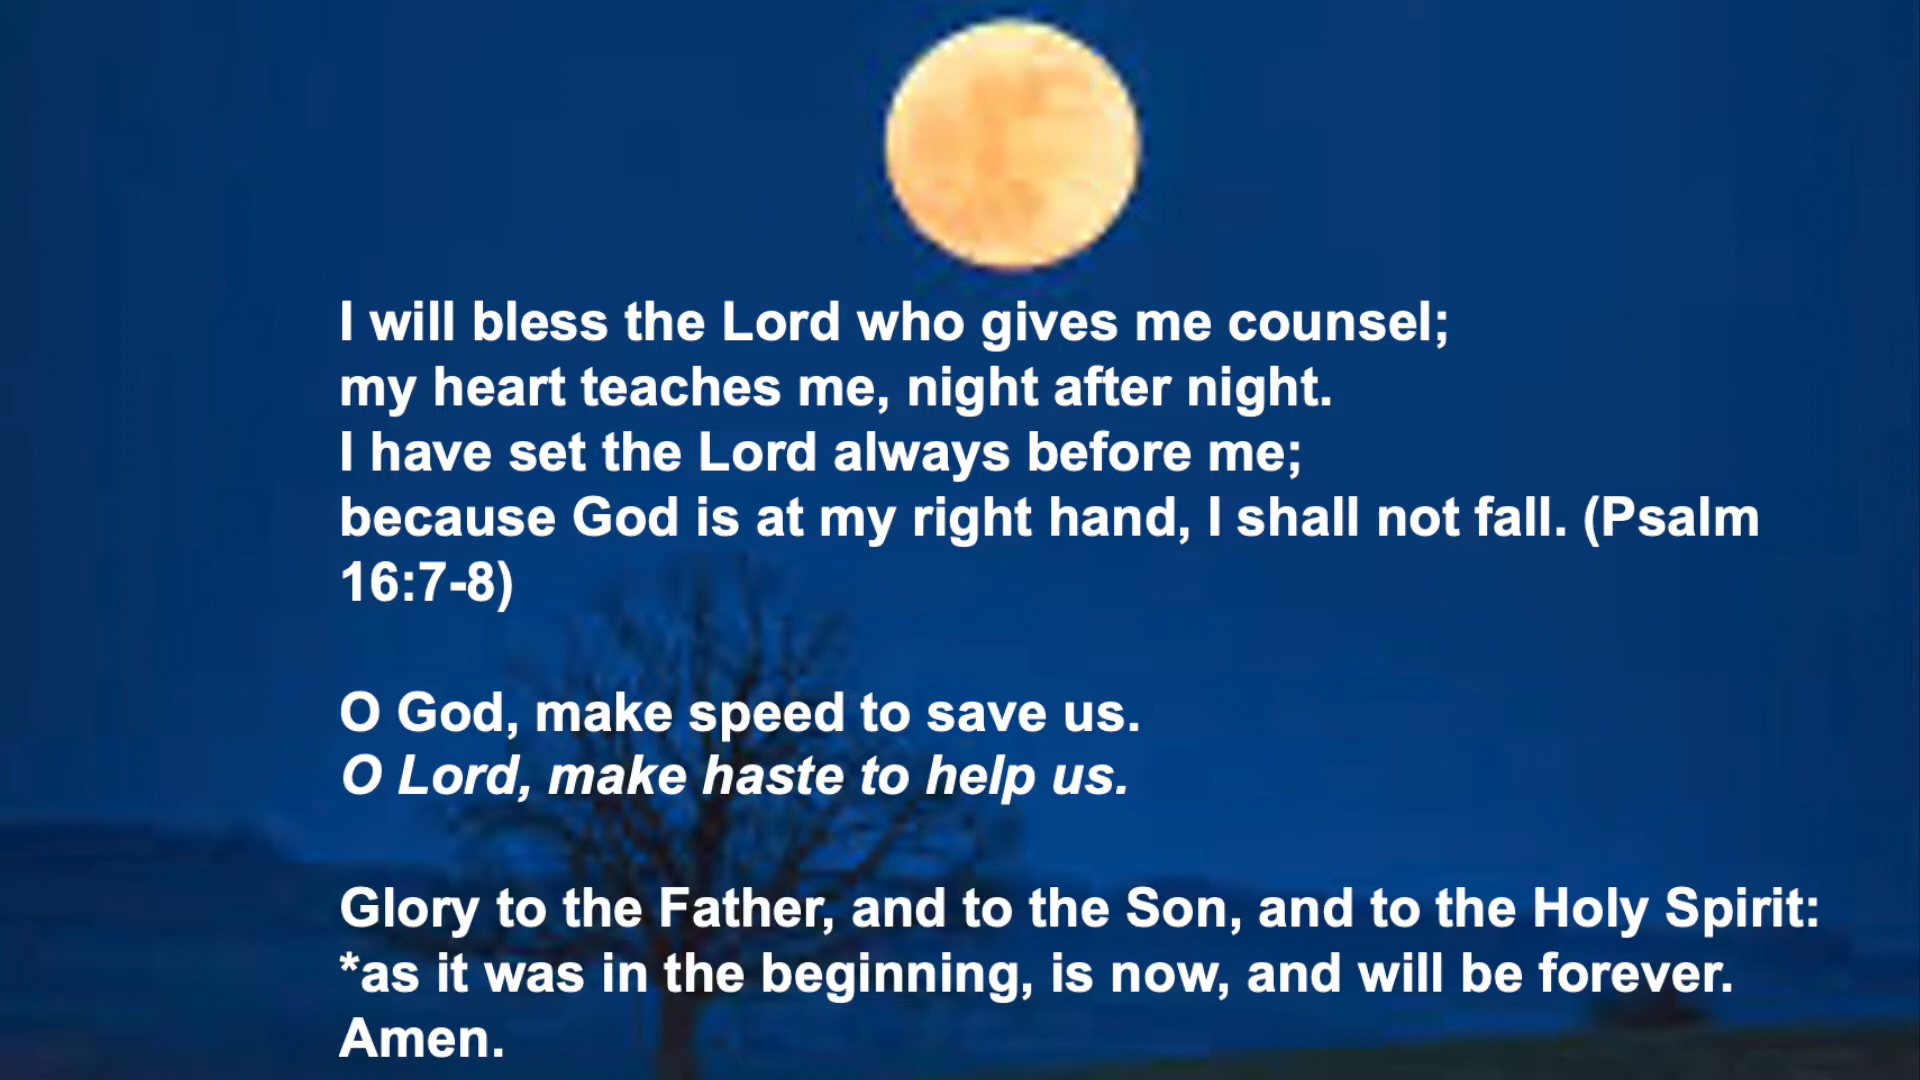 I will bless the Lord who gives me counsel;
my heart teaches me, night after night.
I have set the Lord always before me;
because God is at my right hand, I shall not fall. (Psalm
16:7-8)
O God, make speed to save us.
O Lord, make haste to help us.
Glory to the Father, and to the Son, and to the Holy Spirit:
*as it was in the beginning, is now, and will be forever.
Amen.